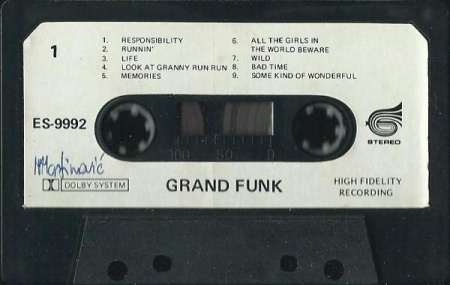 1
1. RESPONSIBILITY
2. RUNNIN'
3. LIFE
4. LOOK AT GRANNY RUN RUN
5. MEMORIES
6. ALL THE GIRLS IN
THE WORLD BEWARE
7. WILD
8. BAD TIME
9. SOME KIND OF WONDERFUL
ES-9992
100 50 0
STEREO
DOLBY SYSTEM
GRAND FUNK
HIGH FIDELITY
RECORDING